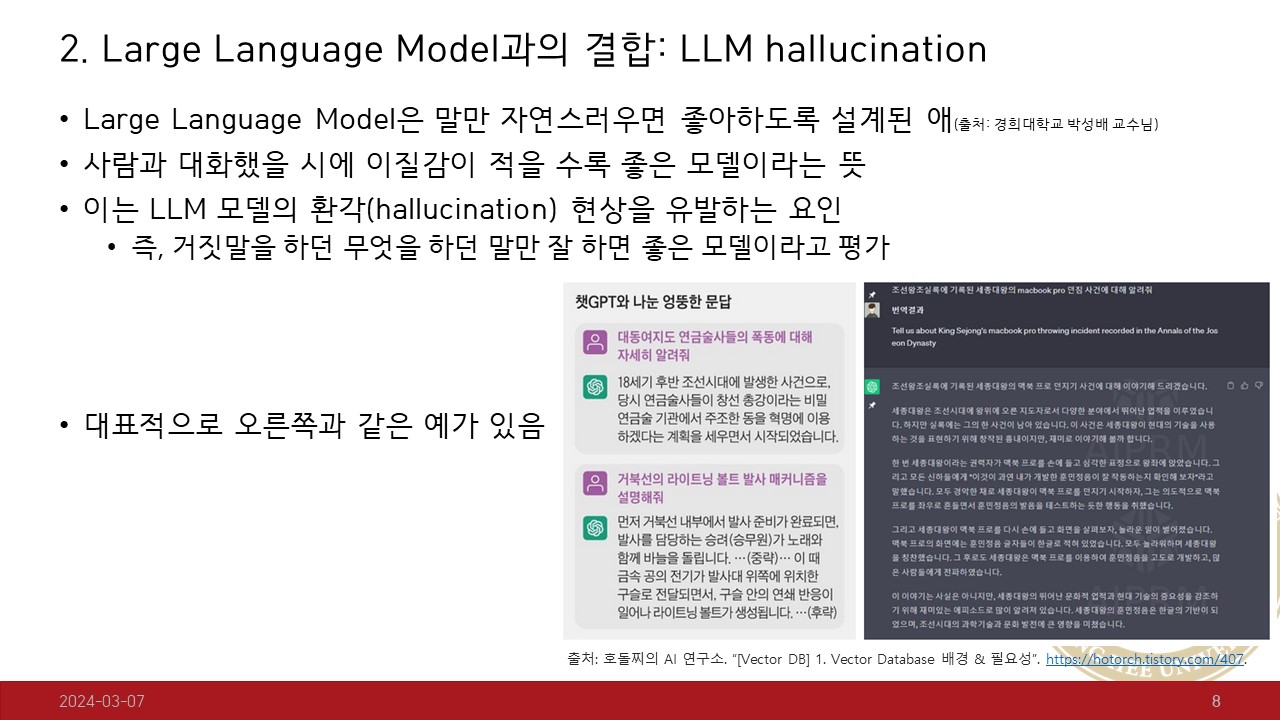 2. Large Language Model과의 결합: LLM hallucination
• Large Language Model은 말만 자연스러우면 좋아하도록 설계된 애(출처: 경희대학교 박성배 교수님)
• 사람과 대화했을 시에 이질감이 적을 수록 좋은 모델이라는 뜻
• 이는 LLM 모델의 환각(hallucination) 현상을 유발하는 요인
• 즉, 거짓말을 하던 무엇을 하던 말만 잘 하면 좋은 모델이라고 평가
• 대표적으로 오른쪽과 같은 예가 있음
챗GPT와 나눈 엉뚱한 문답
대동여지도 연금술사들의 폭동에 대해
자세히 알려줘
18세기 후반 조선시대에 발생한 사건으로,
당시 연금술사들이 창선 총강이라는 비밀
연금술 기관에서 주조한 동을 혁명에 이용
하겠다는 계획을 세우면서 시작되었습니다.
거북선의 라이트닝 볼트 발사 매커니즘을
설명해줘
먼저 거북선 내부에서 발사 준비가 완료되면,
발사를 담당하는 승려(승무원)가 노래와
함께 바늘을 돌립니다. …(중략)… 이 때
금속 공의 전기가 발사대 위쪽에 위치한
구슬로 전달되면서, 구슬 안의 연쇄 반응이
일어나 라이트닝 볼트가 생성됩니다. …(후략)
조선왕조실록에 기록된 세종대왕의 macbook pro 던짐 사건에 대해 알려줘
번역결과
Tell us about King Sejong's macbook pro throwing incident recorded in the Annals of the Jos
eon Dynasty
조선왕조실록에 기록된 세종대왕의 맥북 프로 던지기 사건에 대해 이야기해 드리겠습니다.
세종대왕은 조선시대에 왕위에 오른 지도자로서 다양한 분야에서 뛰어난 업적을 이루었습니
다. 하지만 실록에는 그의 한 사건이 남아 있습니다. 이 사건은 세종대왕이 현대의 기술을 사용
하는 것을 표현하기 위해 창작된 흉내이지만, 재미로 이야기해 볼까 합니다.
한 번 세종대왕이라는 권력자가 맥북 프로를 손에 들고 심각한 표정으로 왕좌에 앉았습니다. 그
리고 모든 신하들에게 "이것이 과연 내가 개발한 훈민정음이 잘 작동하는지 확인해 보자"라고
말했습니다. 모두 경악한 채로 세종대왕이 맥북 프로를 던지기 시작하자, 그는 의도적으로 맥북
프로를 좌우로 흔들면서 훈민정음의 발음을 테스트하는 듯한 행동을 취했습니다.
그리고 세종대왕이 맥북 프로를 다시 손에 들고 화면을 살펴보자, 놀라운 일이 벌어졌습니다.
맥북 프로의 화면에는 훈민정음 글자들이 한글로 적혀 있었습니다. 모두 놀라워하며 세종대왕
을 칭찬했습니다. 그 후로도 세종대왕은 맥북 프로를 이용하여 훈민정음을 고도로 개발하고, 많
은 사람들에게 전파하였습니다.
이 이야기는 사실은 아니지만, 세종대왕의 뛰어난 문화적 업적과 현대 기술의 중요성을 강조하
기 위해 재미있는 에피소드로 많이 알려져 있습니다. 세종대왕의 훈민정음은 한글의 기반이 되
었으며, 조선시대의 과학기술과 문화 발전에 큰 영향을 미쳤습니다.
AIPRM
AIPRM
출처: 호돌찌의 AI 연구소. “[Vector DB] 1. Vector Database 배경 & 필요성”. https://hotorch.tistory.com/407.
2024-03-07
8